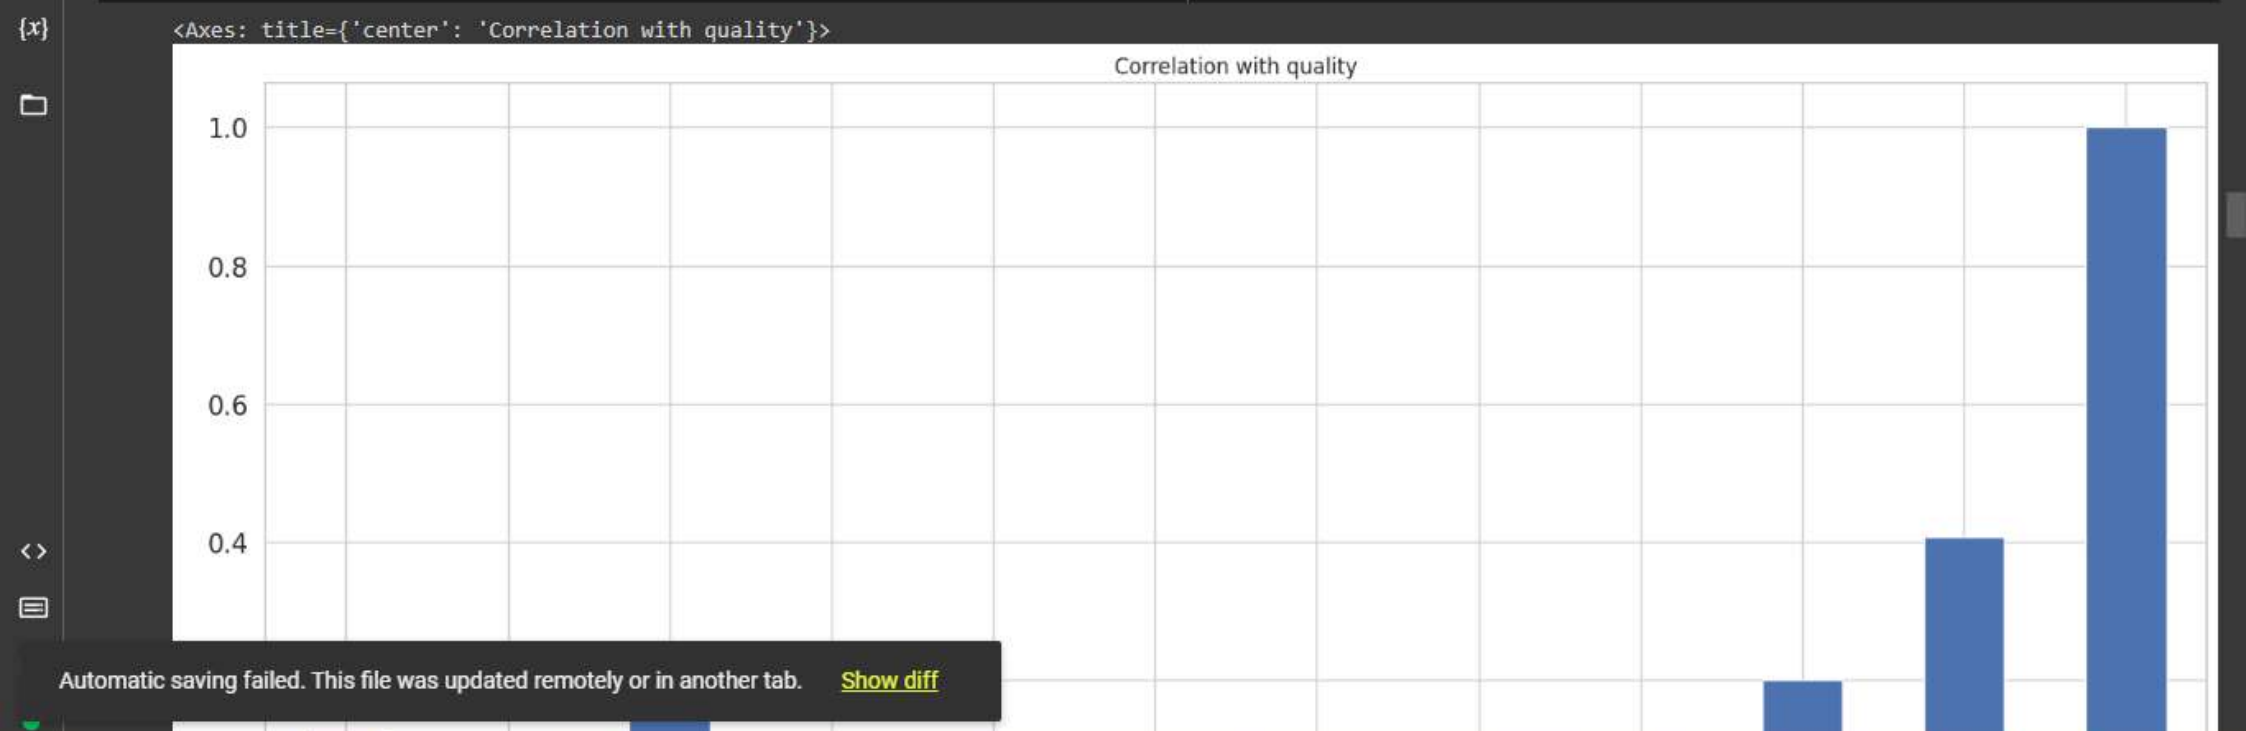 {x}
<Axes: title={'center': 'Correlation with quality'}>
Correlation with quality
1.0
0.8
0.6
0.4
Automatic saving failed. This file was updated remotely or in another tab. Show diff